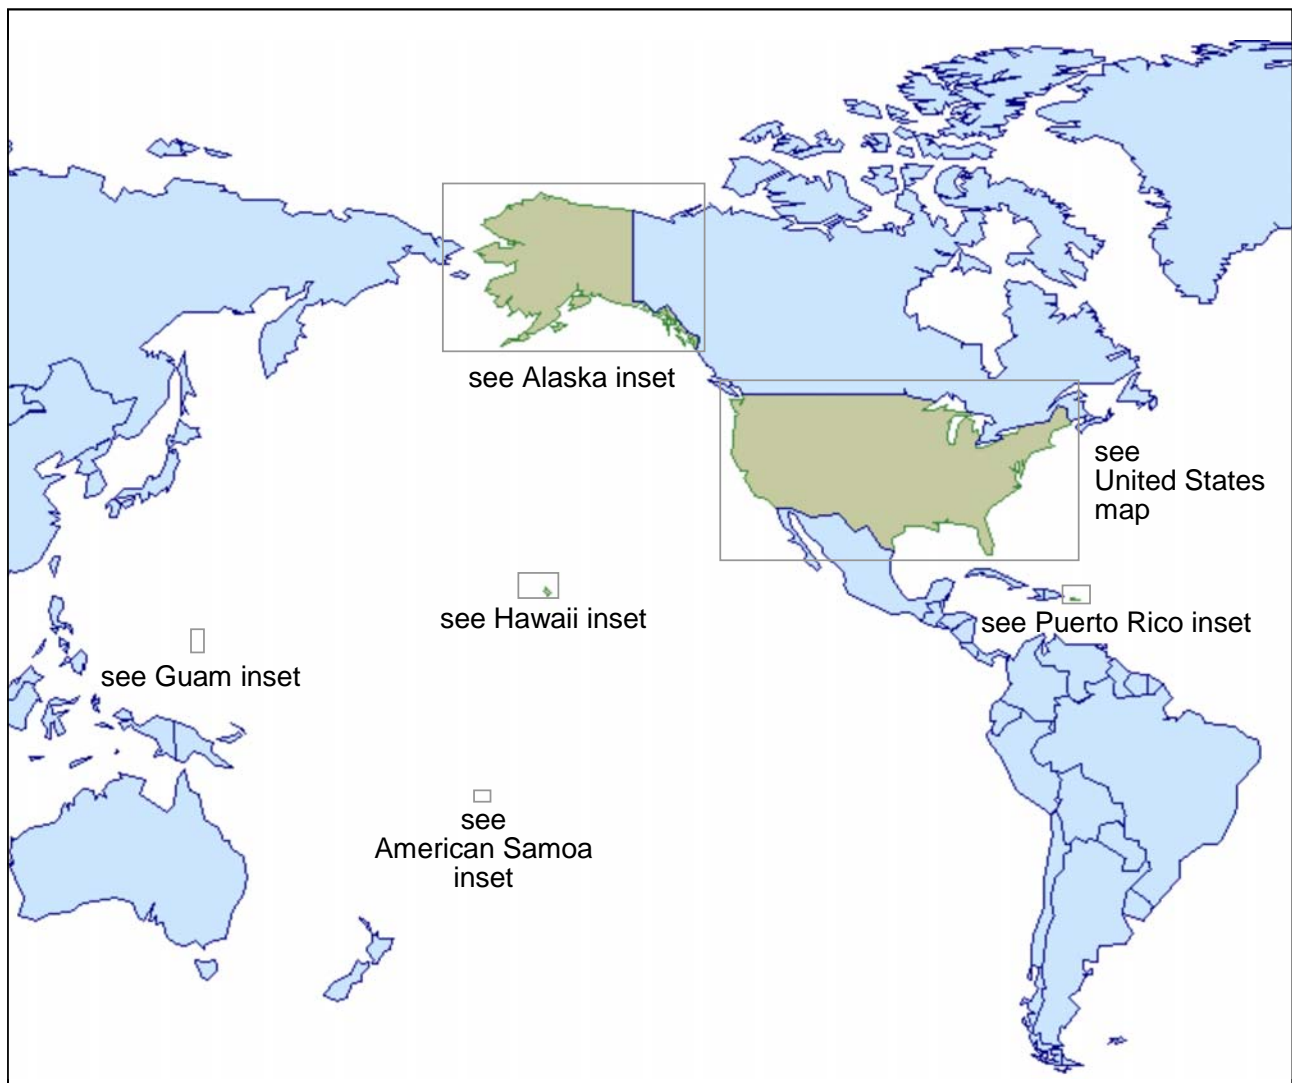 see Alaska inset
see
United States
map
see Hawaii inset
see Puerto Rico inset
see Guam inset
see
American Samoa
inset